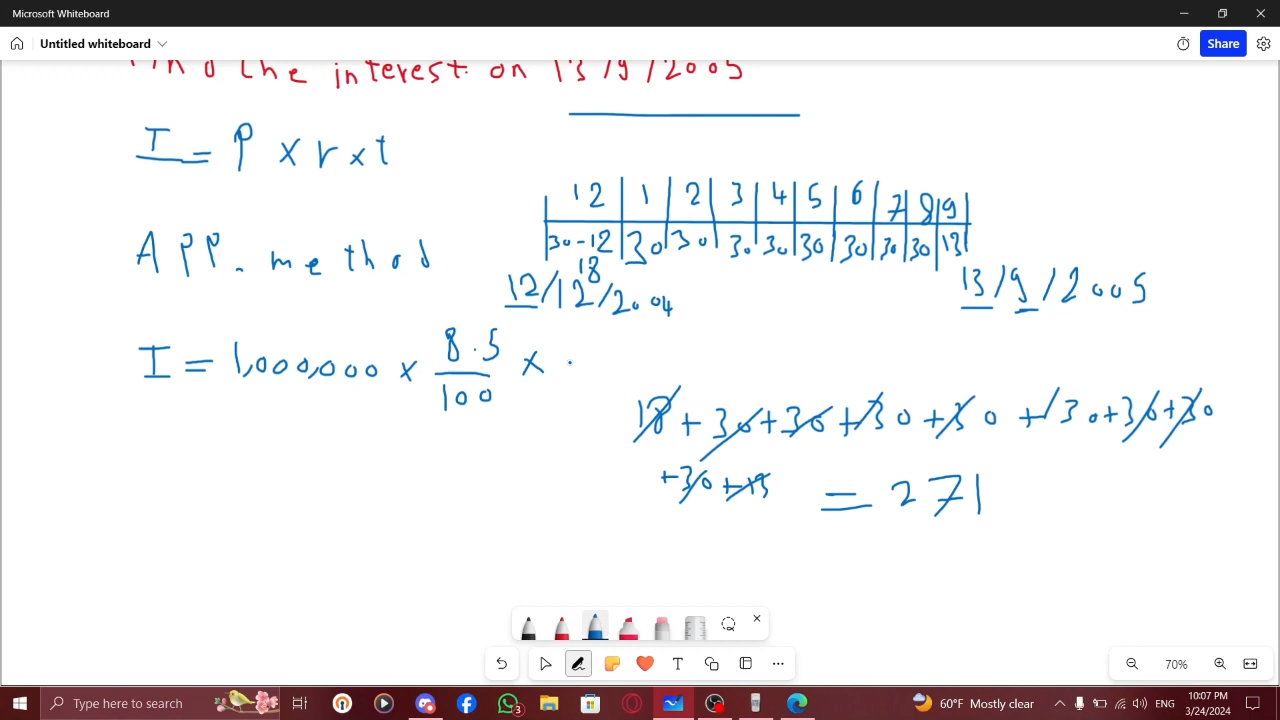 Microsoft Whiteboard
Untitled whiteboard
Share
find the interest on 13/9/2005
I = P x r x t
12 1 2 3 4 5 6 7 8 9
30-12 30 30 30 30 30 30 30 30 13
18
APP. method
12/12/2004
13/9/2005
I = 1,000,000 x 8.5/100 x
18 + 30 + 30 + 30 + 30 + 30 + 30 + 30
+ 30 + 13 = 271
70%
Type here to search
3
60°F Mostly clear
ENG
10:07 PM
3/24/2024